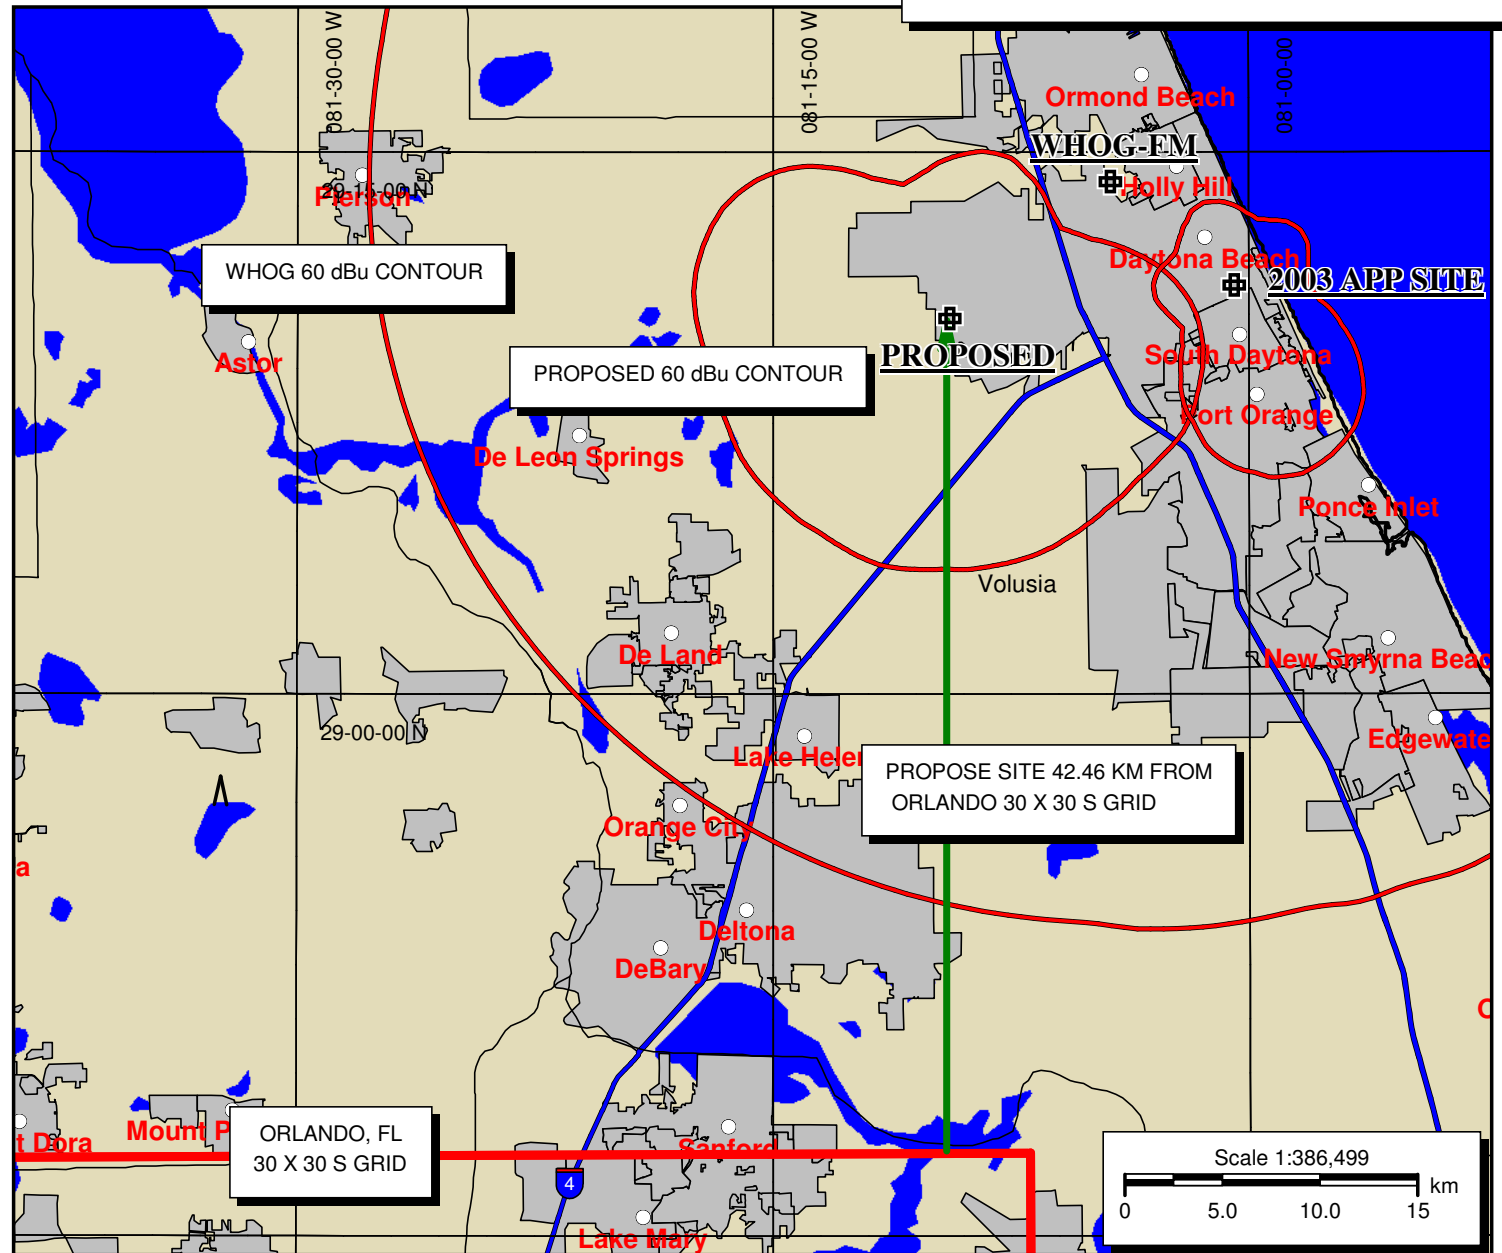 081-30-00 W
081-15-00 W
081-00-00
Ormond Beach
WHOG-FM
Holly Hill
29-15-00 N
Pierson
WHOG 60 dBu CONTOUR
Daytona Beach
2003 APP SITE
Astor
PROPOSED
South Daytona
PROPOSED 60 dBu CONTOUR
Port Orange
De Leon Springs
Ponce Inlet
Volusia
De Land
New Smyrna Beac
29-00-00 N
Edgewate
Lake Helen
PROPOSE SITE 42.46 KM FROM
ORLANDO 30 X 30 S GRID
Orange City
a
Deltona
DeBary
C
t Dora
Mount P
ORLANDO, FL
30 X 30 S GRID
Sanford
4
Lake Mary
Scale 1:386,499
km
0 5.0 10.0 15